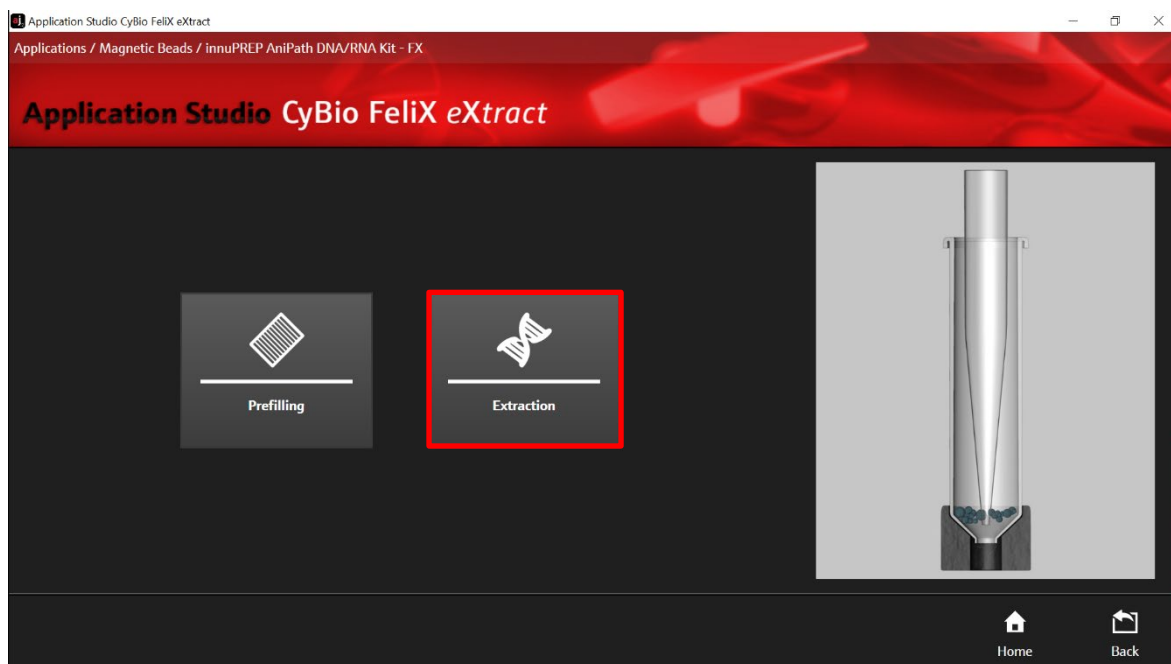 Application Studio CyBio FeliX eXtract
Applications / Magnetic Beads / innuPREP AniPath DNA/RNA Kit - FX
Application Studio CyBio FeliX eXtract
Prefilling
Extraction
Home
Back